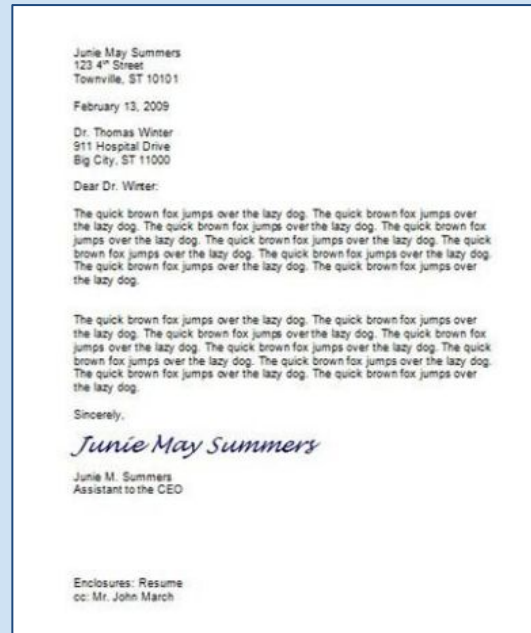 Junie May Summers
123 4th Street
Townville, ST 10101
February 13, 2009
Dr. Thomas Winter
911 Hospital Drive
Big City, ST 11000
Dear Dr. Winter:
The quick brown fox jumps over the lazy dog. The quick brown fox jumps over
the lazy dog. The quick brown fox jumps over the lazy dog. The quick brown fox
jumps over the lazy dog. The quick brown fox jumps over the lazy dog. The quick
brown fox jumps over the lazy dog. The quick brown fox jumps over the lazy dog.
The quick brown fox jumps over the lazy dog. The quick brown fox jumps over
the lazy dog.
The quick brown fox jumps over the lazy dog. The quick brown fox jumps over
the lazy dog. The quick brown fox jumps over the lazy dog. The quick brown fox
jumps over the lazy dog. The quick brown fox jumps over the lazy dog. The quick
brown fox jumps over the lazy dog. The quick brown fox jumps over the lazy dog.
The quick brown fox jumps over the lazy dog. The quick brown fox jumps over
the lazy dog.
Sincerely,
Junie May Summers
Junie M. Summers
Assistant to the CEO
Enclosures: Resume
cc: Mr. John March